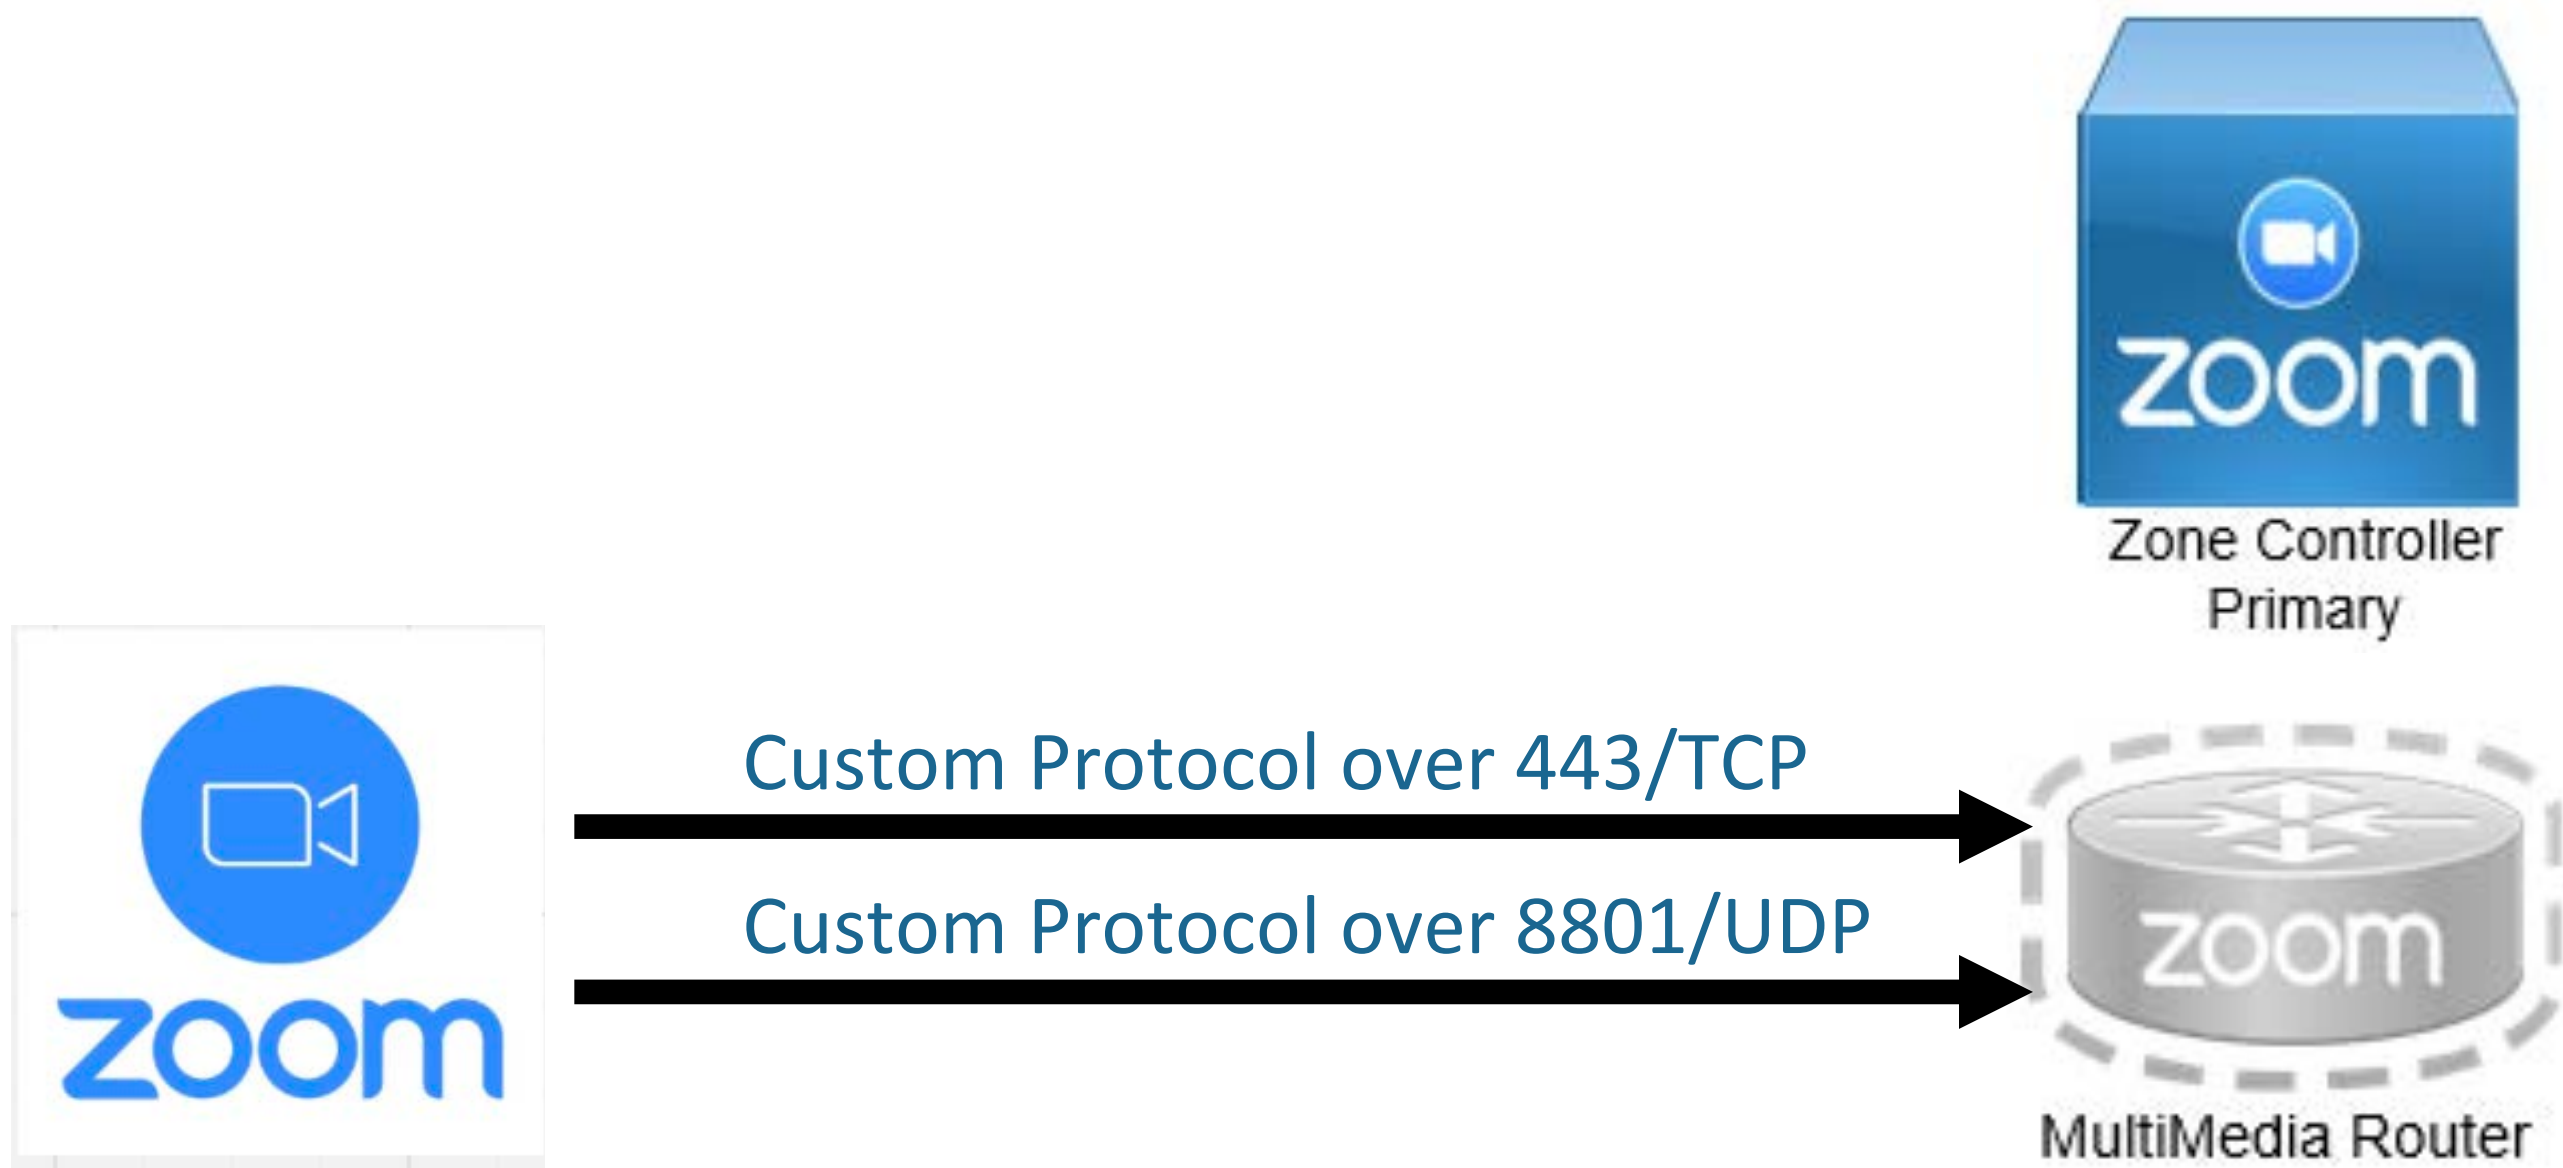 zoom
Zone Controller
Primary
Custom Protocol over 443/TCP
Custom Protocol over 8801/UDP
zoom
zoom
MultiMedia Router